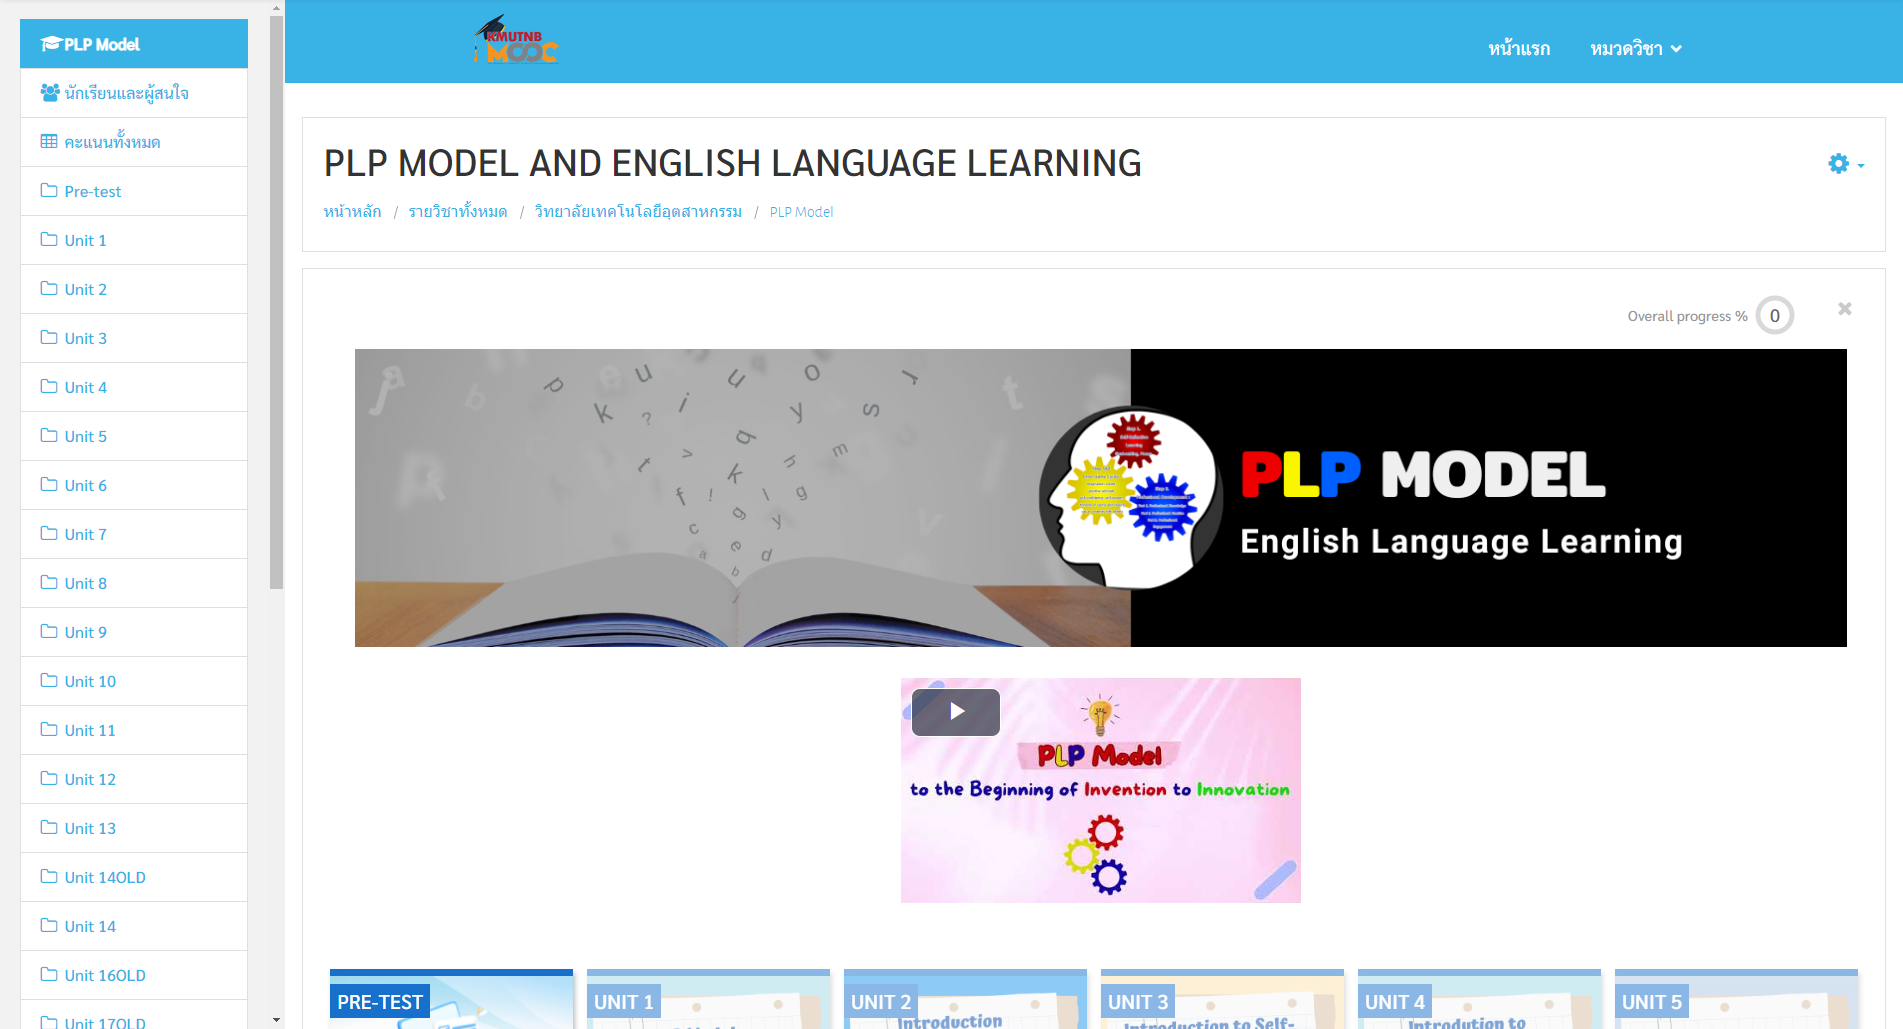 PLP Model
นักเรียนและผู้สนใจ
คะแนนทั้งหมด
Pre-test
Unit 1
Unit 2
Unit 3
Unit 4
Unit 5
Unit 6
Unit 7
Unit 8
Unit 9
Unit 10
Unit 11
Unit 12
Unit 13
Unit 14OLD
Unit 14
Unit 16OLD
Unit 17OLD
KMUTNB
MOOC
หน้าแรก
หมวดวิชา
PLP MODEL AND ENGLISH LANGUAGE LEARNING
หน้าหลัก / รายวิชาทั้งหมด / วิทยาลัยเทคโนโลยีอุตสาหกรรม / PLP Model
Overall progress % 0
PLP MODEL
English Language Learning
PLP Model
to the Beginning of Invention to Innovation
PRE-TEST
UNIT 1
UNIT 2
Introduction
UNIT 3
Introduction to Self-
UNIT 4
Introdution to
UNIT 5